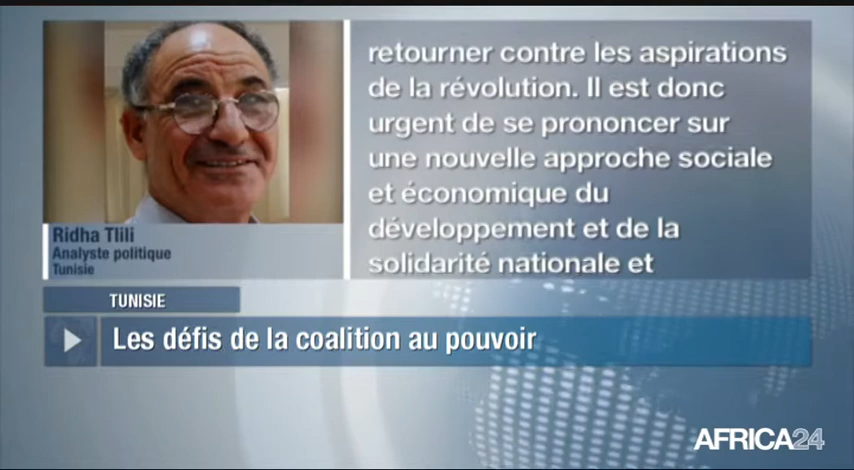 retourner contre les aspirations
de la révolution. Il est donc
urgent de se prononcer sur
une nouvelle approche sociale
et économique du
développement et de la
solidarité nationale et
Ridha Tlili
Analyste politique
Tunisie
TUNISIE
Les défis de la coalition au pouvoir
AFRICA24